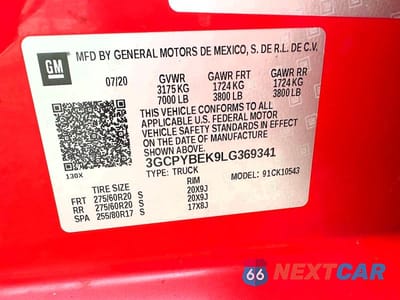 GM
MFD BY GENERAL MOTORS DE MEXICO, S. DE R.L. DE C.V.
07/20 GVWR GAWR FRT GAWR RR
3175 KG 1724 KG 1724 KG
7000 LB 3800 LB 3800 LB
THIS VEHICLE CONFORMS TO ALL
APPLICABLE U.S. FEDERAL MOTOR
VEHICLE SAFETY STANDARDS IN EFFECT
ON THE DATE OF MANUFACTURE
SHOWN ABOVE.
3GCPYBEK9LG369341
130X TYPE: TRUCK MODEL: 91CK10543
TIRE SIZE RIM
FRT 275/60R20 S 20X9J
RR 275/60R20 S 20X9J
SPA 255/80R17 S 17X8J
66 NEXTCAR